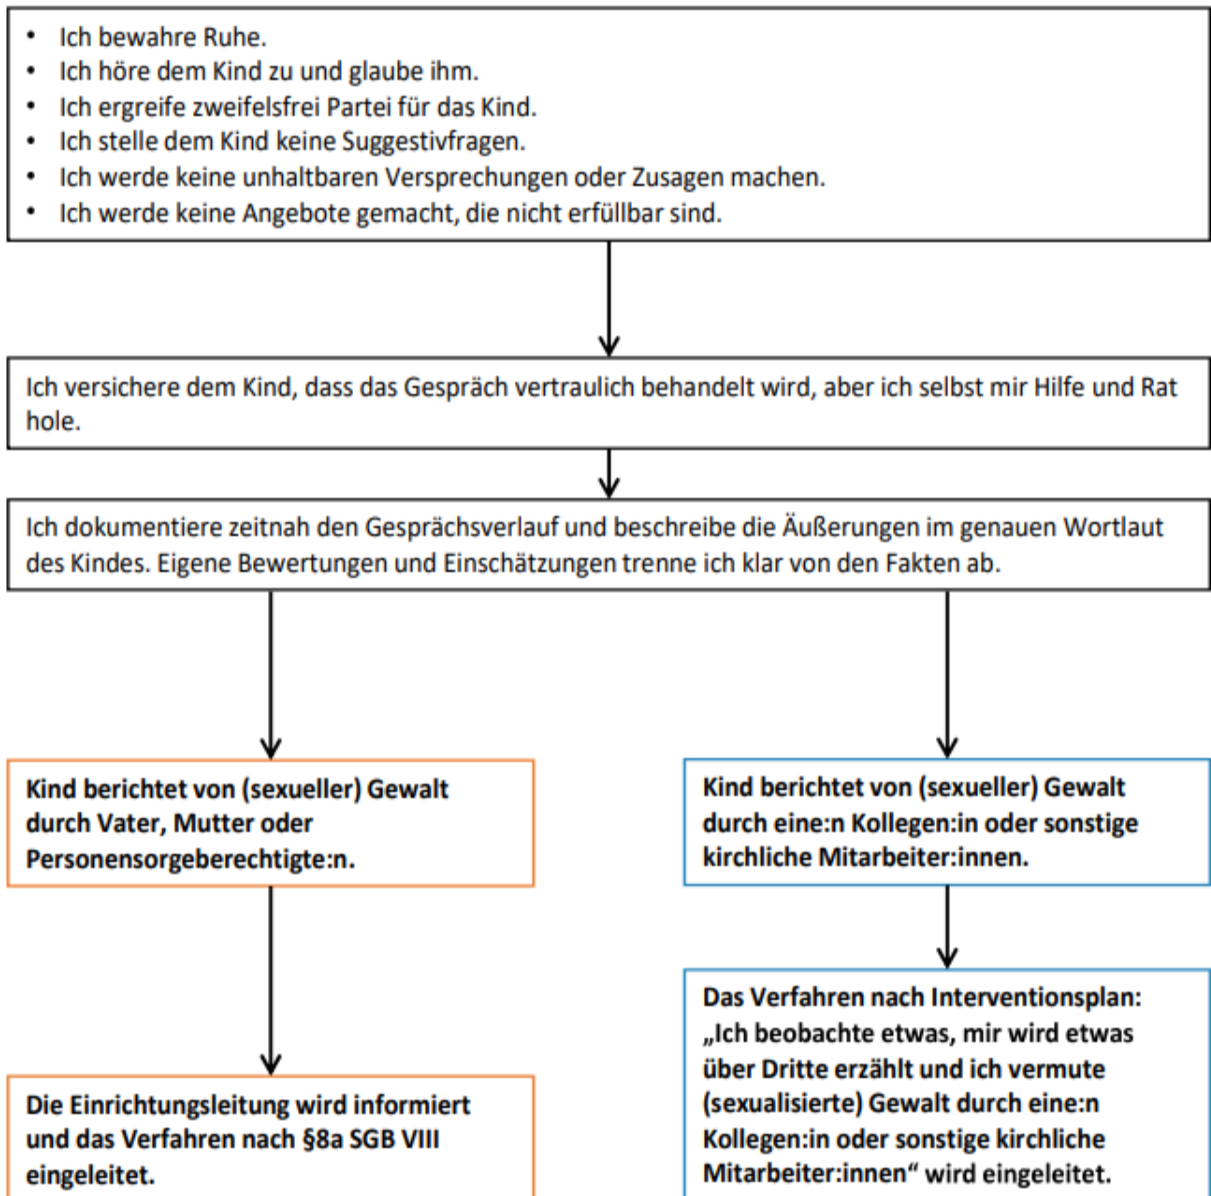 • Ich bewahre Ruhe.
• Ich höre dem Kind zu und glaube ihm.
• Ich ergreife zweifelsfrei Partei für das Kind.
• Ich stelle dem Kind keine Suggestivfragen.
• Ich werde keine unhaltbaren Versprechungen oder Zusagen machen.
• Ich werde keine Angebote gemacht, die nicht erfüllbar sind.
Ich versichere dem Kind, dass das Gespräch vertraulich behandelt wird, aber ich selbst mir Hilfe und Rat
hole.
Ich dokumentiere zeitnah den Gesprächsverlauf und beschreibe die Äußerungen im genauen Wortlaut
des Kindes. Eigene Bewertungen und Einschätzungen trenne ich klar von den Fakten ab.
Kind berichtet von (sexueller) Gewalt
durch Vater, Mutter oder
Personensorgeberechtigte:n.
Die Einrichtungsleitung wird informiert
und das Verfahren nach §8a SGB VIII
eingeleitet.
Kind berichtet von (sexueller) Gewalt
durch eine:n Kollegen:in oder sonstige
kirchliche Mitarbeiter:innen.
Das Verfahren nach Interventionsplan:
„Ich beobachte etwas, mir wird etwas
über Dritte erzählt und ich vermute
(sexualisierte) Gewalt durch eine:n
Kollegen:in oder sonstige kirchliche
Mitarbeiter:innen“ wird eingeleitet.